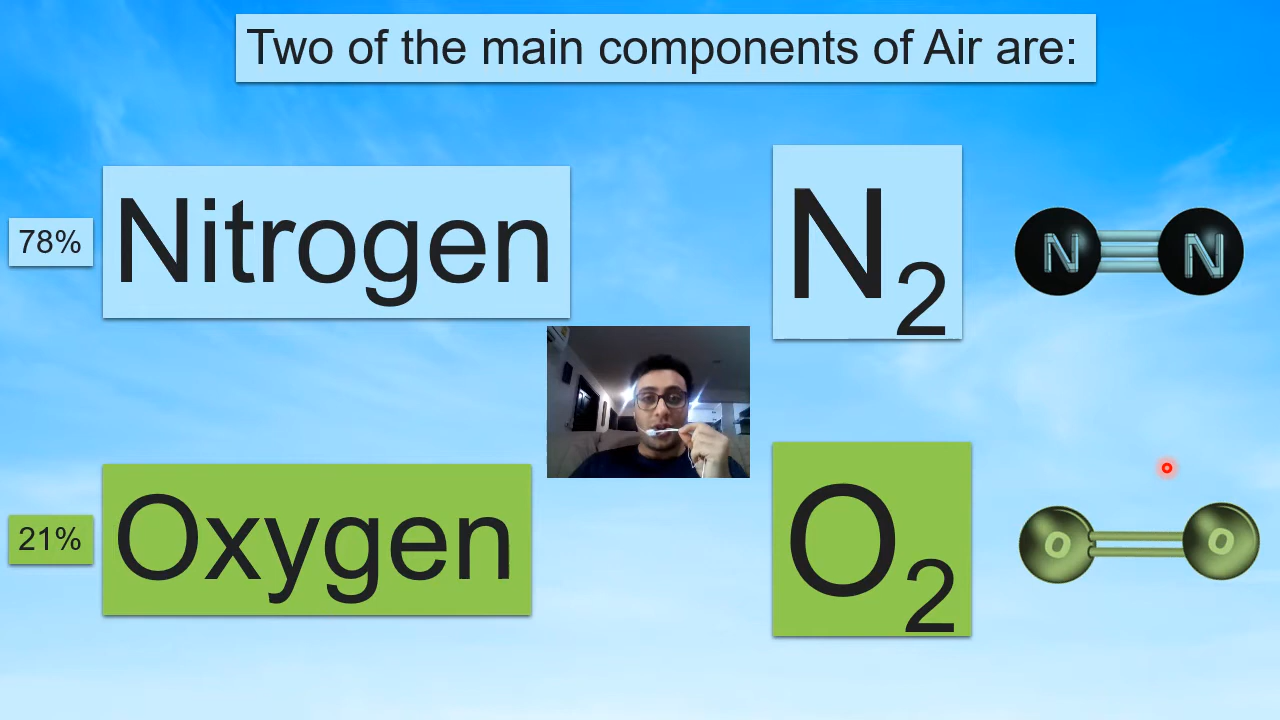 Two of the main components of Air are:
78% Nitrogen N₂ N N
21% Oxygen O₂ O O